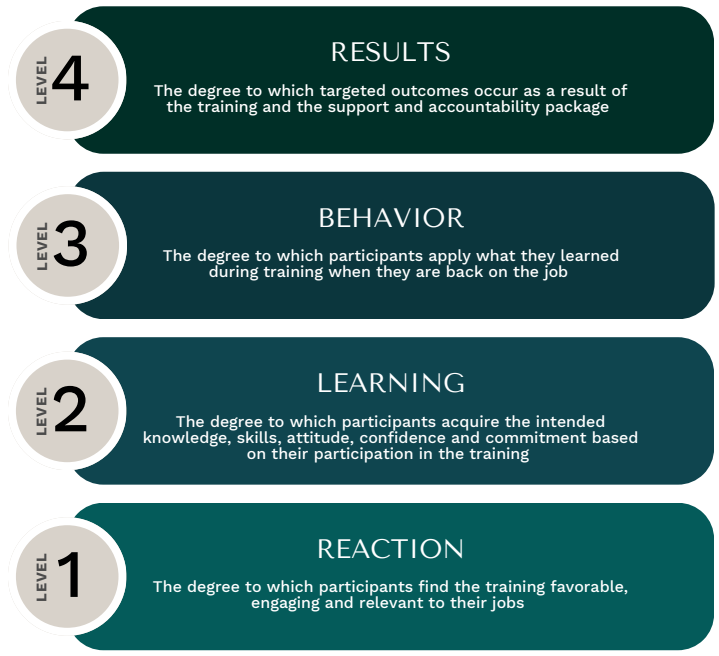 LEVEL 4
RESULTS
The degree to which targeted outcomes occur as a result of
the training and the support and accountability package
LEVEL 3
BEHAVIOR
The degree to which participants apply what they learned
during training when they are back on the job
LEVEL 2
LEARNING
The degree to which participants acquire the intended
knowledge, skills, attitude, confidence and commitment based
on their participation in the training
LEVEL 1
REACTION
The degree to which participants find the training favorable,
engaging and relevant to their jobs